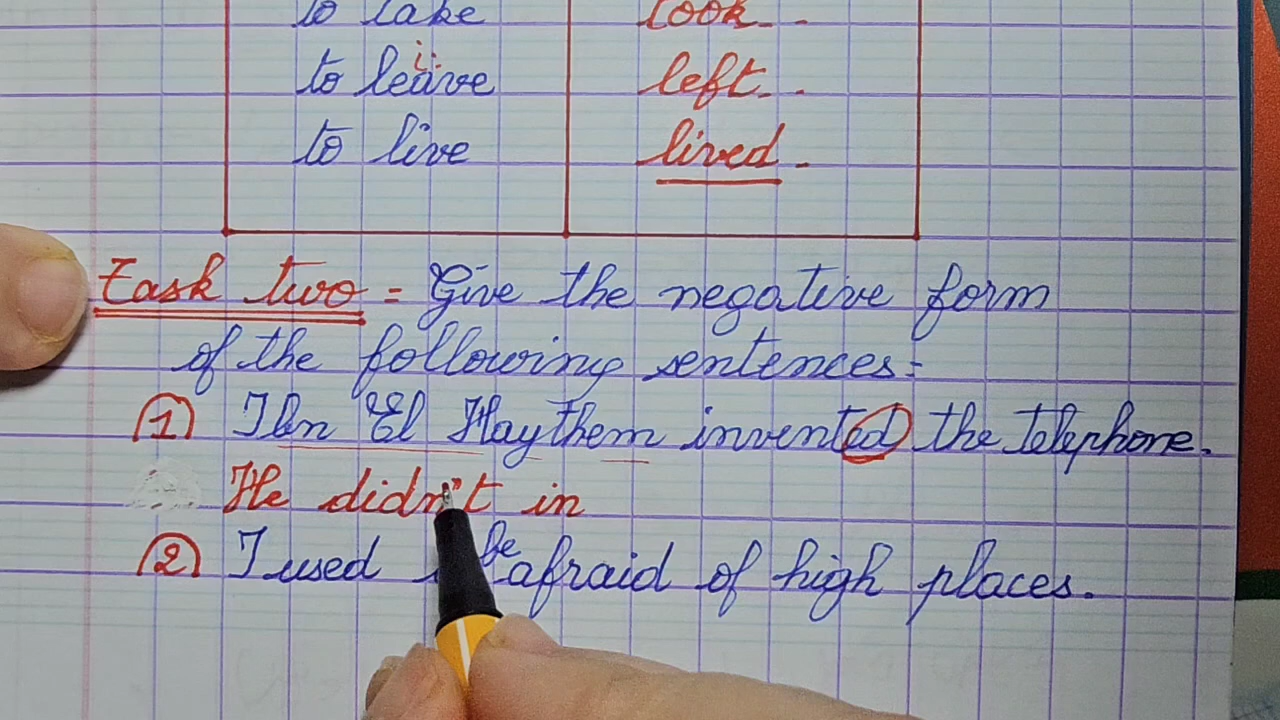 to take took..
to leave left..
to live lived.
Task two = Give the negative form
of the following sentences:
1 Ibn El Haythem invented the telephone.
He didn't in
2 I used be afraid of high places.